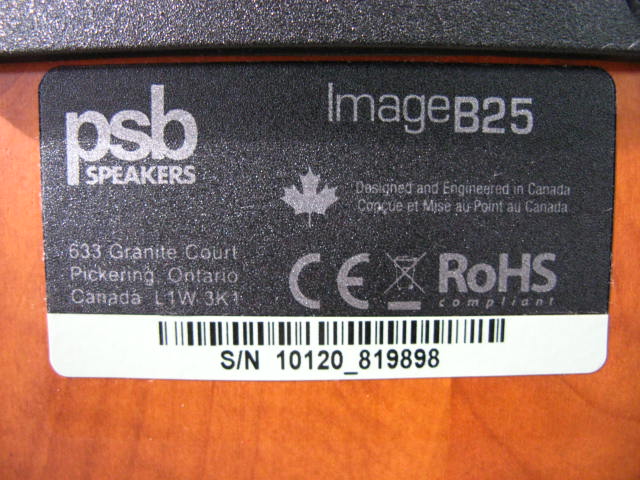 psb
SPEAKERS
ImageB25
Designed and Engineered in Canada
Conçue et Mise au Point au Canada
633 Granite Court
Pickering, Ontario
Canada L1W 3K1
CE
RoHS
compliant
S/N 10120_819898